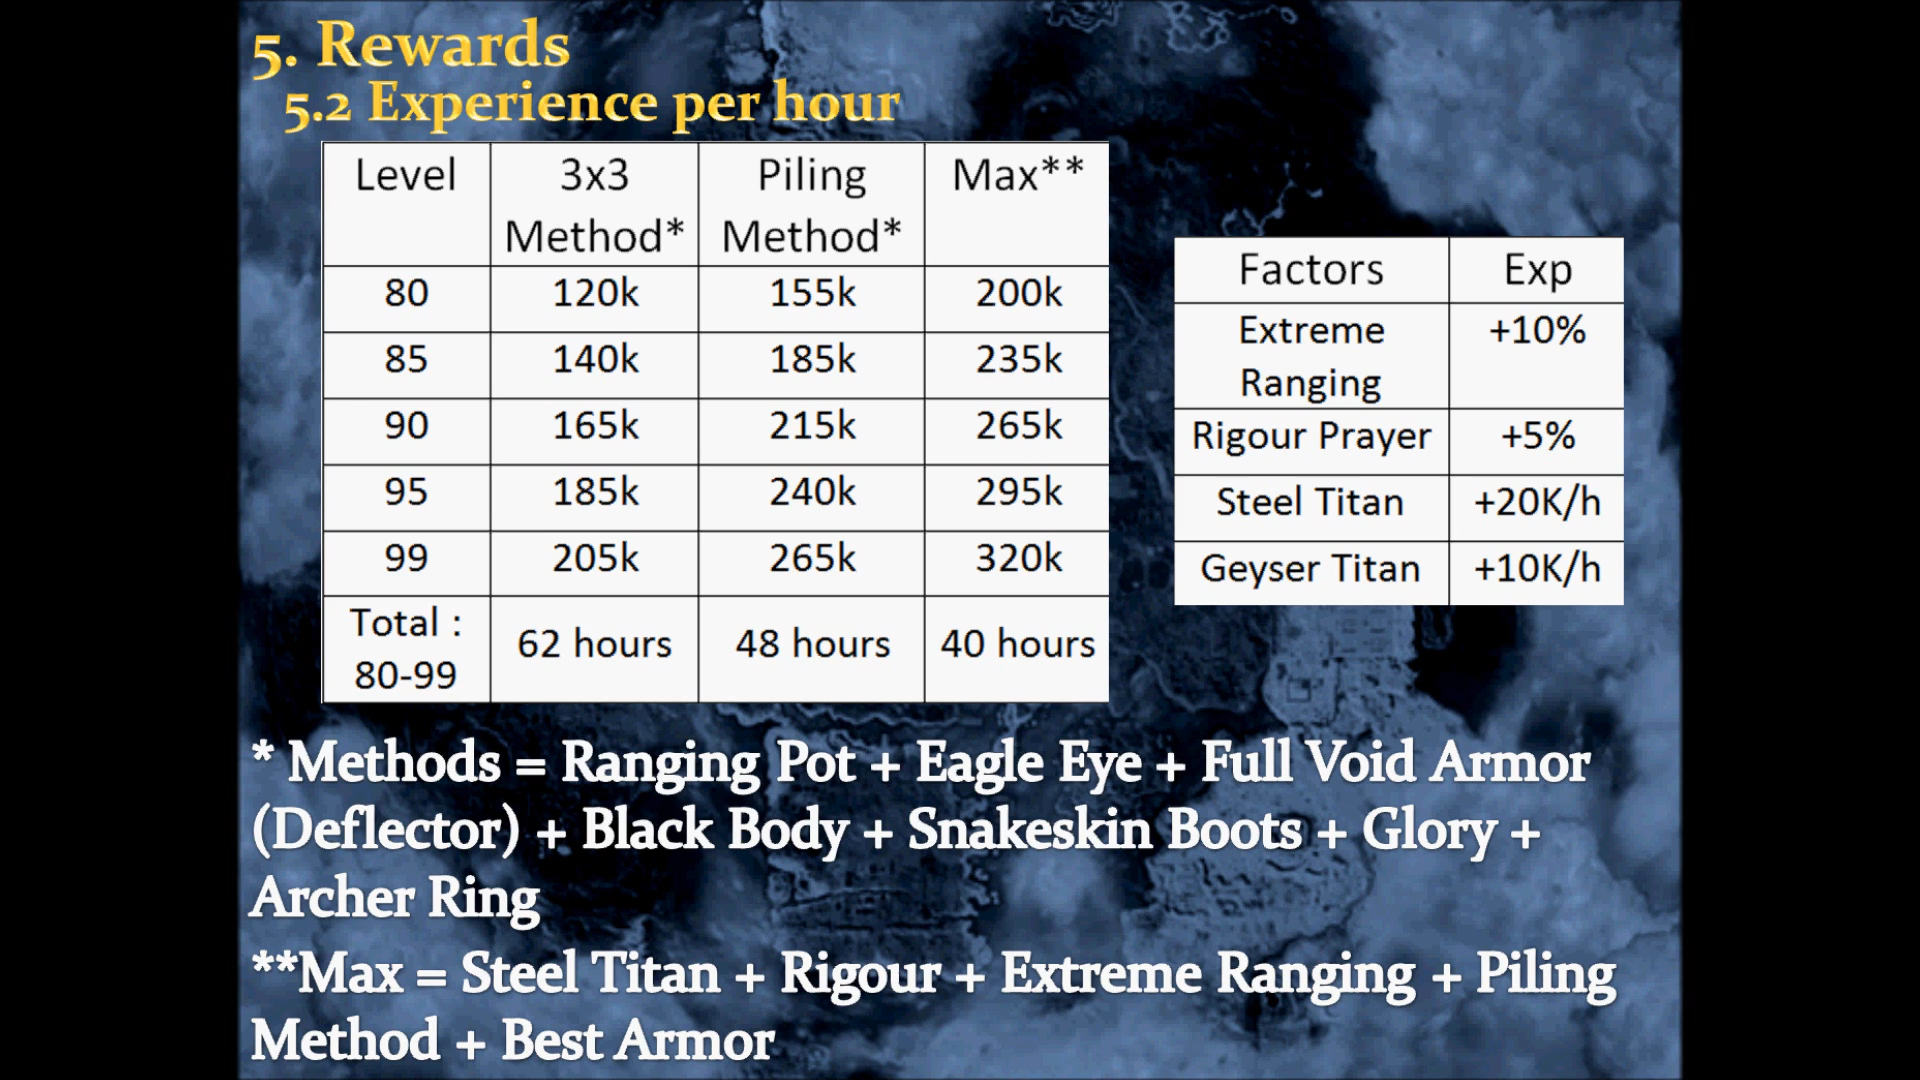 5. Rewards
5.2 Experience per hour
Level 3x3 Method* Piling Method* Max**
80 120k 155k 200k
85 140k 185k 235k
90 165k 215k 265k
95 185k 240k 295k
99 205k 265k 320k
Total : 80-99 62 hours 48 hours 40 hours
Factors Exp
Extreme Ranging +10%
Rigour Prayer +5%
Steel Titan +20K/h
Geyser Titan +10K/h
* Methods = Ranging Pot + Eagle Eye + Full Void Armor
(Deflector) + Black Body + Snakeskin Boots + Glory +
Archer Ring
**Max = Steel Titan + Rigour + Extreme Ranging + Piling
Method + Best Armor